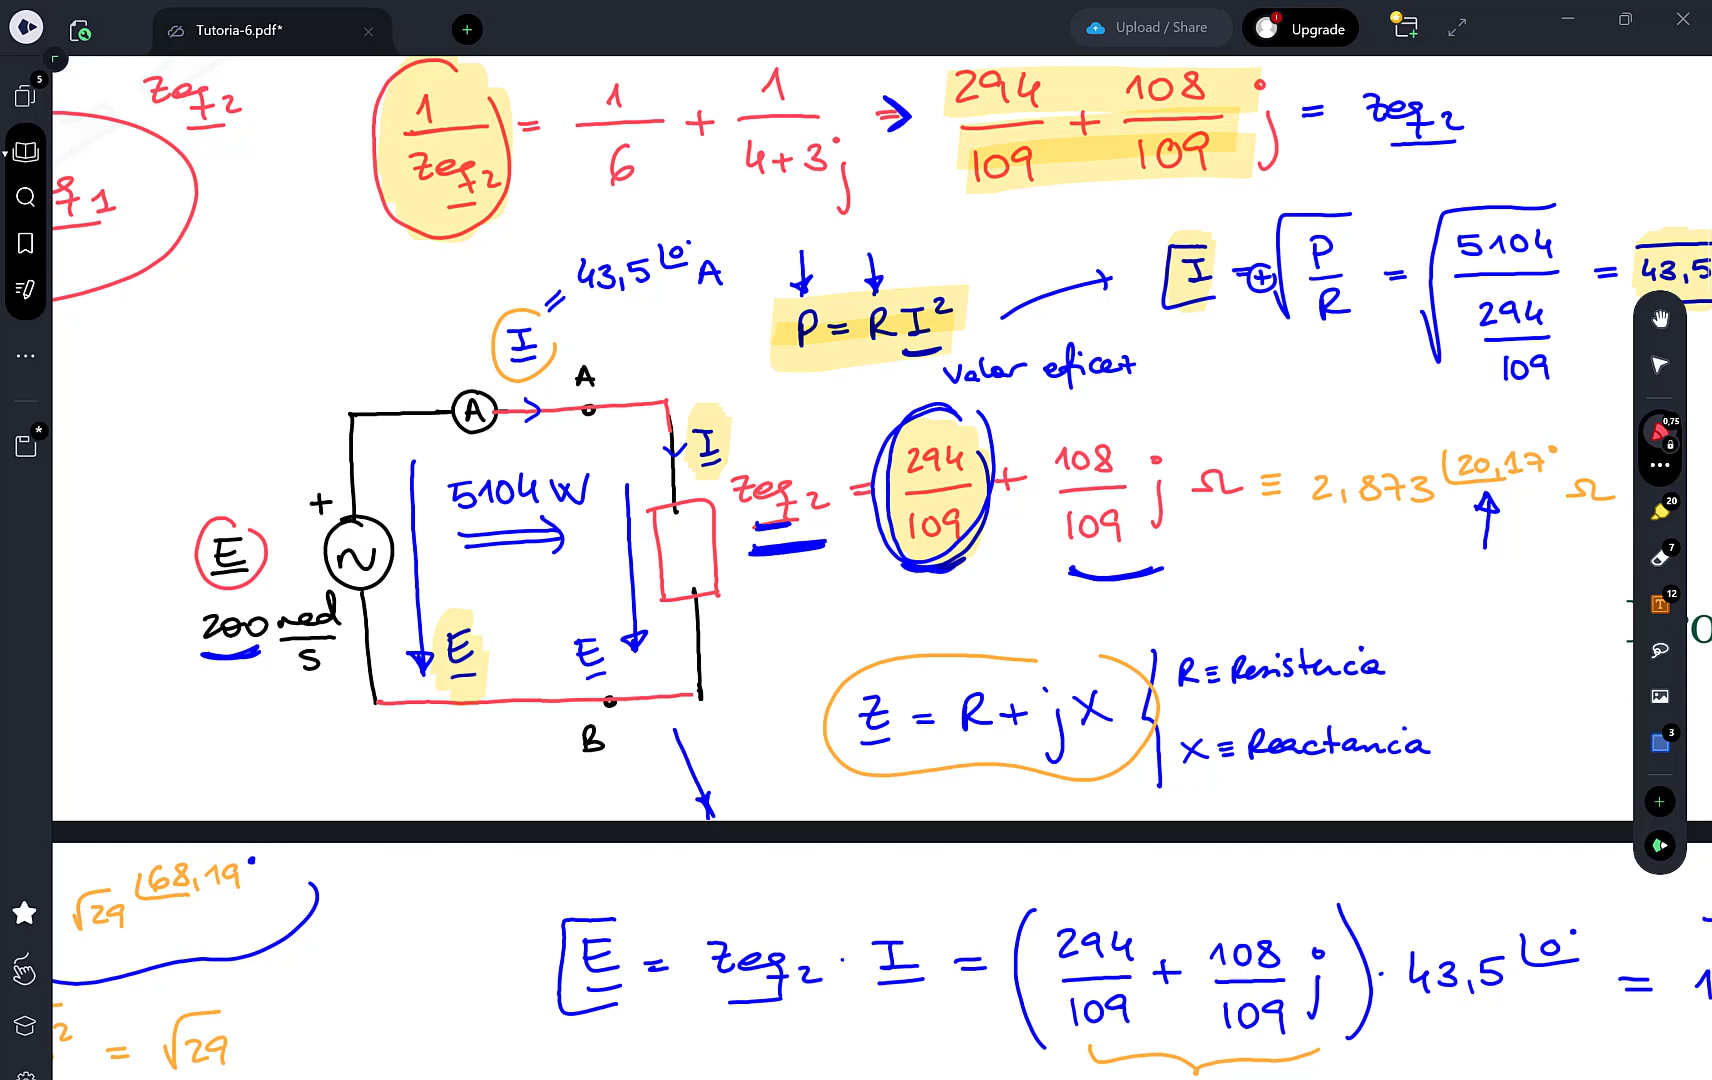 Tutoria-6.pdf*
Upload / Share
Upgrade
Zeq2
1/Zeq2 = 1/6 + 1/(4+3j) => 294/109 + 108/109 j = Zeq2
I = 43,5∠0° A
P = R I²
Valor eficaz
I = ⊕√(P/R) = √(5104/(294/109)) = 43,5
A
A
I
+
5104 W
E
200 rad/s
E
E
B
Zeq2 = 294/109 + 108/109 j Ω ≡ 2,873∠20,17° Ω
Z = R + jX
R ≡ Resistencia
X ≡ Reactancia
√29∠68,19°
= √29
E = Zeq2 · I = (294/109 + 108/109 j) · 43,5∠0° =